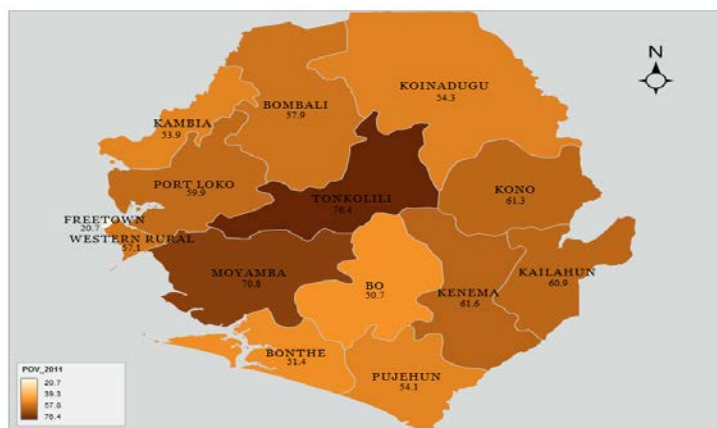 N
KOINADUGU
54.3
BOMBALI
57.9
KAMBIA
53.9
PORT LOKO
59.9
TONKOLILI
76.4
KONO
61.3
FREETOWN
20.7
WESTERN RURAL
57.1
MOYAMBA
70.8
BO
50.7
KENEMA
61.6
KAILAHUN
60.9
BONTHE
51.4
PUJEHUN
54.1
POV_2011
20.7
39.3
57.8
76.4